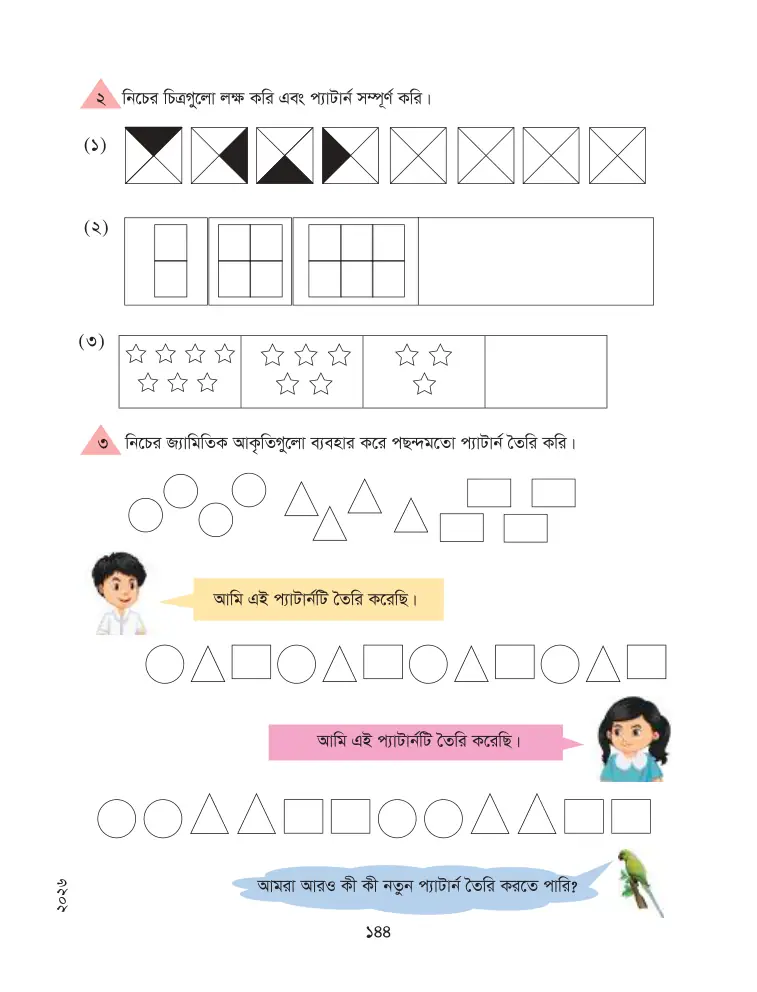 ২ নিচের চিত্রগুলো লক্ষ করি এবং প্যাটার্ন সম্পূর্ণ করি।
(১)
(২)
(৩)
৩ নিচের জ্যামিতিক আকৃতিগুলো ব্যবহার করে পছন্দমতো প্যাটার্ন তৈরি করি।
আমি এই প্যাটার্নটি তৈরি করেছি।
আমি এই প্যাটার্নটি তৈরি করেছি।
আমরা আরও কী কী নতুন প্যাটার্ন তৈরি করতে পারি?
২০২৬
১৪৪